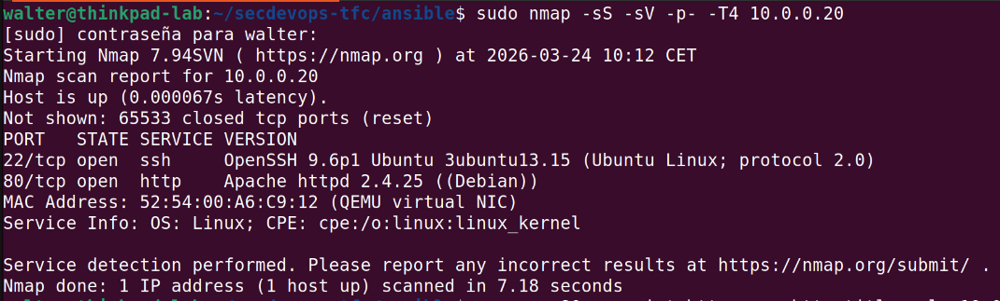 walter@thinkpad-lab:~/secdevops-tfc/ansible$ sudo nmap -sS -sV -p- -T4 10.0.0.20
[sudo] contraseña para walter:
Starting Nmap 7.94SVN ( https://nmap.org ) at 2026-03-24 10:12 CET
Nmap scan report for 10.0.0.20
Host is up (0.000067s latency).
Not shown: 65533 closed tcp ports (reset)
PORT   STATE SERVICE VERSION
22/tcp open  ssh     OpenSSH 9.6p1 Ubuntu 3ubuntu13.15 (Ubuntu Linux; protocol 2.0)
80/tcp open  http    Apache httpd 2.4.25 ((Debian))
MAC Address: 52:54:00:A6:C9:12 (QEMU virtual NIC)
Service Info: OS: Linux; CPE: cpe:/o:linux:linux_kernel
Service detection performed. Please report any incorrect results at https://nmap.org/submit/ .
Nmap done: 1 IP address (1 host up) scanned in 7.18 seconds